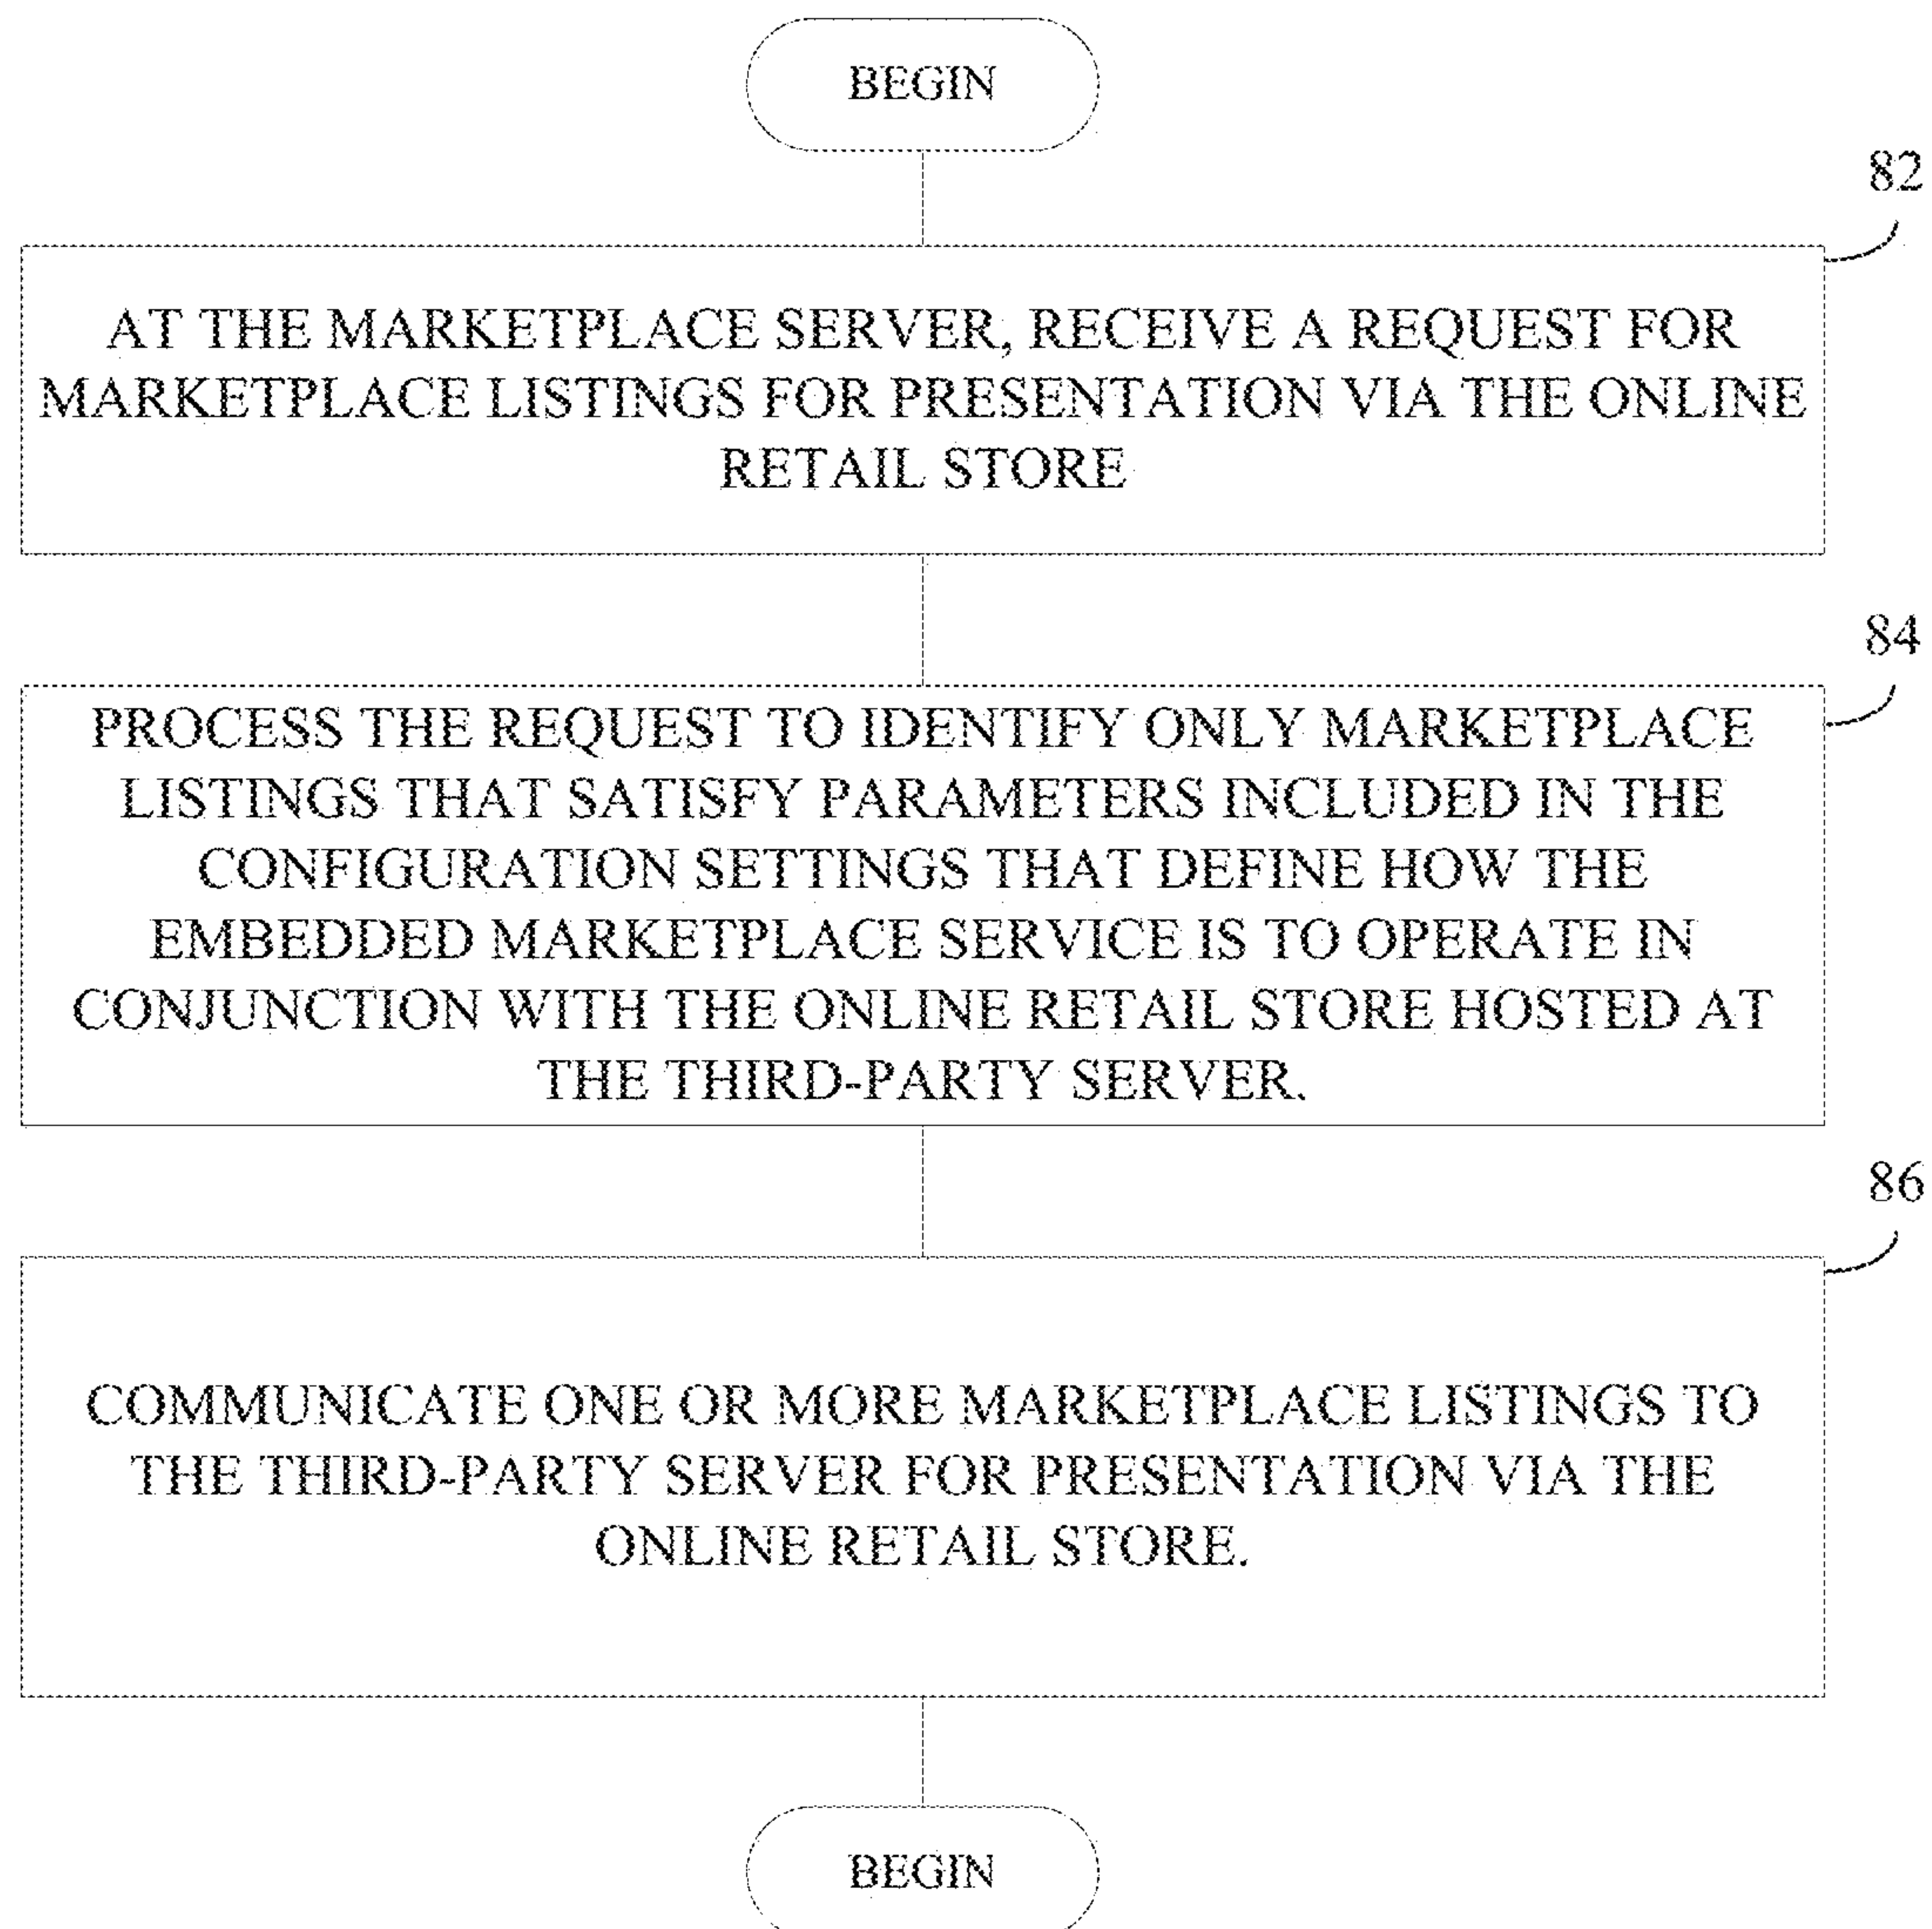 BEGIN
82
AT THE MARKETPLACE SERVER, RECEIVE A REQUEST FOR
MARKETPLACE LISTINGS FOR PRESENTATION VIA THE ONLINE
RETAIL STORE
84
PROCESS THE REQUEST TO IDENTIFY ONLY MARKETPLACE
LISTINGS THAT SATISFY PARAMETERS INCLUDED IN THE
CONFIGURATION SETTINGS THAT DEFINE HOW THE
EMBEDDED MARKETPLACE SERVICE IS TO OPERATE IN
CONJUNCTION WITH THE ONLINE RETAIL STORE HOSTED AT
THE THIRD-PARTY SERVER.
86
COMMUNICATE ONE OR MORE MARKETPLACE LISTINGS TO
THE THIRD-PARTY SERVER FOR PRESENTATION VIA THE
ONLINE RETAIL STORE.
BEGIN